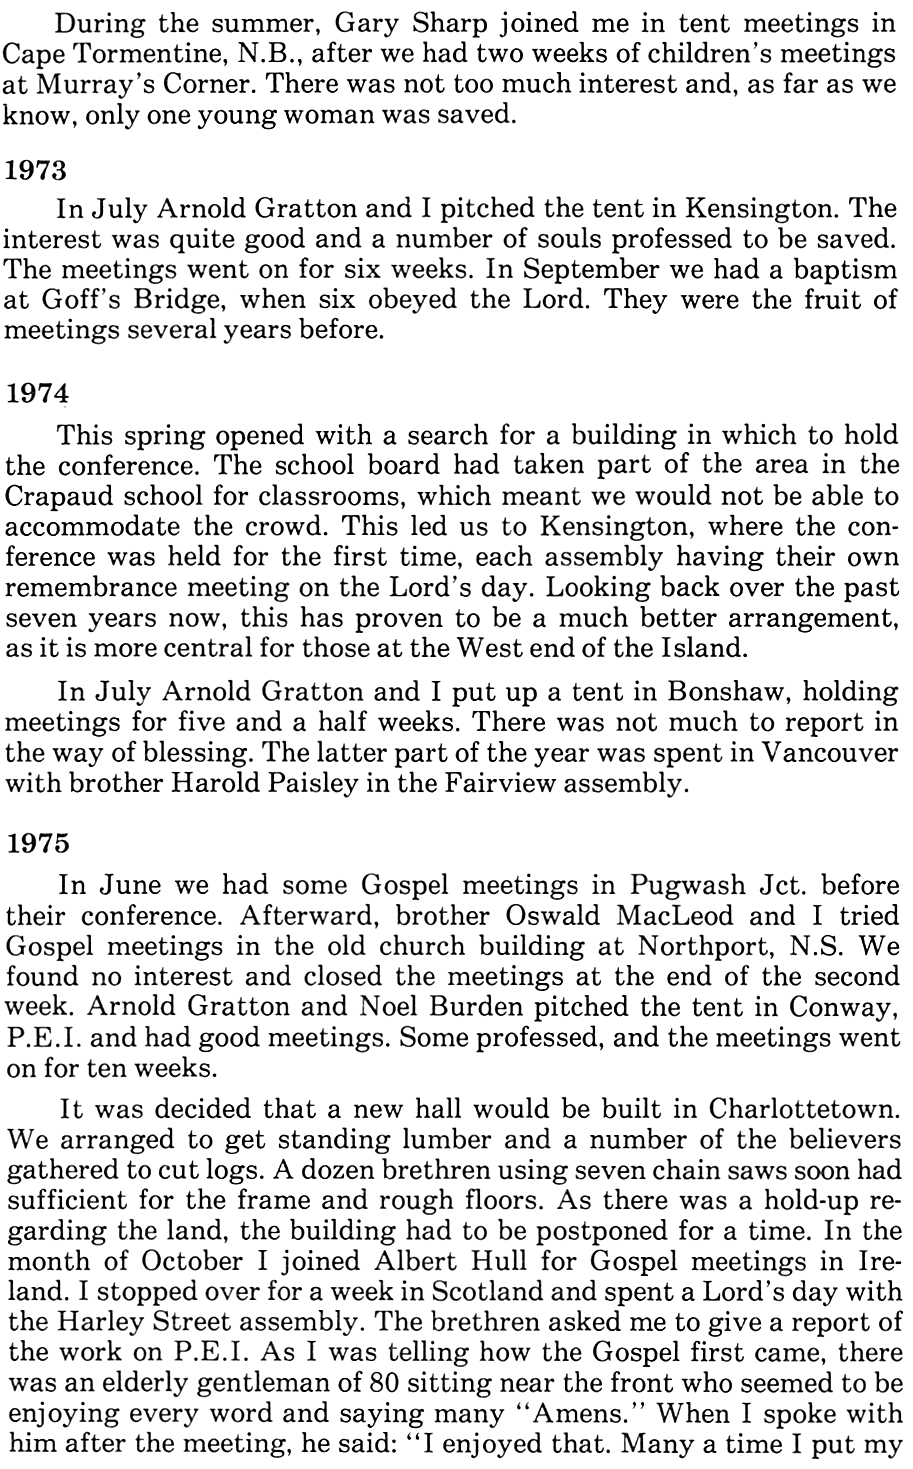 During the summer, Gary Sharp joined me in tent meetings in
Cape Tormentine, N.B., after we had two weeks of children's meetings
at Murray's Corner. There was not too much interest and, as far as we
know, only one young woman was saved.
1973
In July Arnold Gratton and I pitched the tent in Kensington. The
interest was quite good and a number of souls professed to be saved.
The meetings went on for six weeks. In September we had a baptism
at Goff's Bridge, when six obeyed the Lord. They were the fruit of
meetings several years before.
1974
This spring opened with a search for a building in which to hold
the conference. The school board had taken part of the area in the
Crapaud school for classrooms, which meant we would not be able to
accommodate the crowd. This led us to Kensington, where the con-
ference was held for the first time, each assembly having their own
remembrance meeting on the Lord's day. Looking back over the past
seven years now, this has proven to be a much better arrangement,
as it is more central for those at the West end of the Island.
In July Arnold Gratton and I put up a tent in Bonshaw, holding
meetings for five and a half weeks. There was not much to report in
the way of blessing. The latter part of the year was spent in Vancouver
with brother Harold Paisley in the Fairview assembly.
1975
In June we had some Gospel meetings in Pugwash Jct. before
their conference. Afterward, brother Oswald MacLeod and I tried
Gospel meetings in the old church building at Northport, N.S. We
found no interest and closed the meetings at the end of the second
week. Arnold Gratton and Noel Burden pitched the tent in Conway,
P.E.I. and had good meetings. Some professed, and the meetings went
on for ten weeks.
It was decided that a new hall would be built in Charlottetown.
We arranged to get standing lumber and a number of the believers
gathered to cut logs. A dozen brethren using seven chain saws soon had
sufficient for the frame and rough floors. As there was a hold-up re-
garding the land, the building had to be postponed for a time. In the
month of October I joined Albert Hull for Gospel meetings in Ire-
land. I stopped over for a week in Scotland and spent a Lord's day with
the Harley Street assembly. The brethren asked me to give a report of
the work on P.E.I. As I was telling how the Gospel first came, there
was an elderly gentleman of 80 sitting near the front who seemed to be
enjoying every word and saying many "Amens." When I spoke with
him after the meeting, he said: "I enjoyed that. Many a time I put my